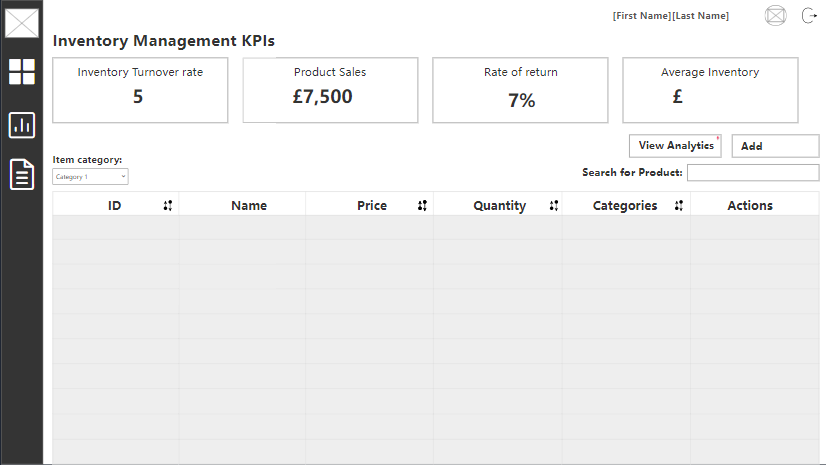 [First Name][Last Name]
Inventory Management KPIs
Inventory Turnover rate
5
Product Sales
£7,500
Rate of return
7%
Average Inventory
£
View Analytics
Add
Item category:
Category 1
Search for Product:
ID Name Price Quantity Categories Actions